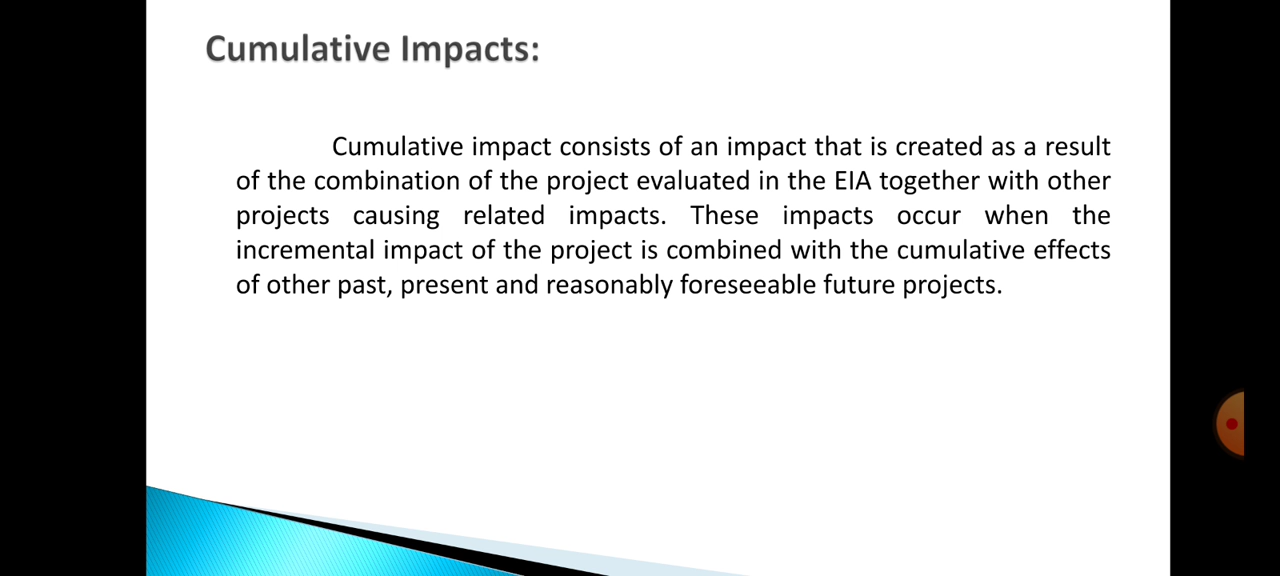 Cumulative Impacts:
Cumulative impact consists of an impact that is created as a result
of the combination of the project evaluated in the EIA together with other
projects causing related impacts. These impacts occur when the
incremental impact of the project is combined with the cumulative effects
of other past, present and reasonably foreseeable future projects.